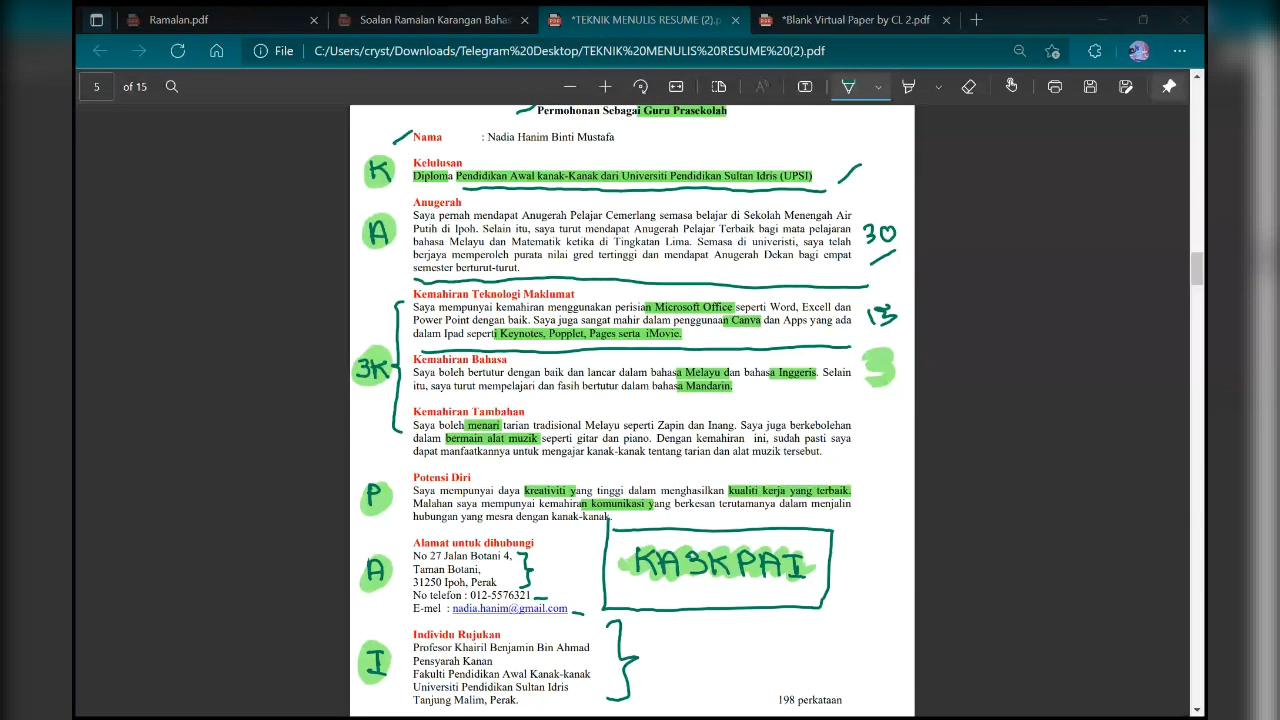 Ramalan.pdf
Soalan Ramalan Karangan Bahas
*TEKNIK MENULIS RESUME (2).p
*Blank Virtual Paper by CL 2.pdf
File
C:/Users/cryst/Downloads/Telegram%20Desktop/TEKNIK%20MENULIS%20RESUME%20(2).pdf
5 of 15
Permohonan Sebagai Guru Prasekolah
Nama : Nadia Hanim Binti Mustafa
K
Kelulusan
Diploma Pendidikan Awal kanak-Kanak dari Universiti Pendidikan Sultan Idris (UPSI)
A
Anugerah
Saya pernah mendapat Anugerah Pelajar Cemerlang semasa belajar di Sekolah Menengah Air
Putih di Ipoh. Selain itu, saya turut mendapat Anugerah Pelajar Terbaik bagi mata pelajaran
bahasa Melayu dan Matematik ketika di Tingkatan Lima. Semasa di univeristi, saya telah
berjaya memperoleh purata nilai gred tertinggi dan mendapat Anugerah Dekan bagi empat
semester berturut-turut.
30
3K
Kemahiran Teknologi Maklumat
Saya mempunyai kemahiran menggunakan perisian Microsoft Office seperti Word, Excell dan
Power Point dengan baik. Saya juga sangat mahir dalam penggunaan Canva dan Apps yang ada
dalam Ipad seperti Keynotes, Popplet, Pages serta iMovie.
13
Kemahiran Bahasa
Saya boleh bertutur dengan baik dan lancar dalam bahasa Melayu dan bahasa Inggeris. Selain
itu, saya turut mempelajari dan fasih bertutur dalam bahasa Mandarin.
3
Kemahiran Tambahan
Saya boleh menari tarian tradisional Melayu seperti Zapin dan Inang. Saya juga berkebolehan
dalam bermain alat muzik seperti gitar dan piano. Dengan kemahiran ini, sudah pasti saya
dapat manfaatkannya untuk mengajar kanak-kanak tentang tarian dan alat muzik tersebut.
P
Potensi Diri
Saya mempunyai daya kreativiti yang tinggi dalam menghasilkan kualiti kerja yang terbaik.
Malahan saya mempunyai kemahiran komunikasi yang berkesan terutamanya dalam menjalin
hubungan yang mesra dengan kanak-kanak.
A
Alamat untuk dihubungi
No 27 Jalan Botani 4,
Taman Botani,
31250 Ipoh, Perak
No telefon : 012-5576321
E-mel : nadia.hanim@gmail.com
KA3KPAI
I
Individu Rujukan
Profesor Khairil Benjamin Bin Ahmad
Pensyarah Kanan
Fakulti Pendidikan Awal Kanak-kanak
Universiti Pendidikan Sultan Idris
Tanjung Malim, Perak.
198 perkataan